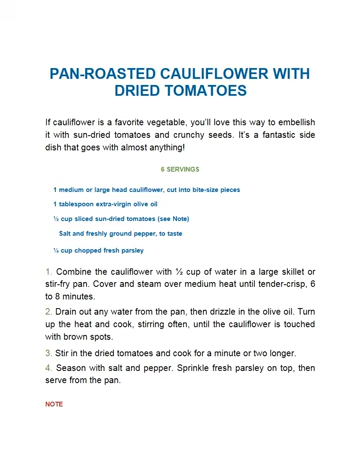 PAN-ROASTED CAULIFLOWER WITH
DRIED TOMATOES
If cauliflower is a favorite vegetable, you'll love this way to embellish
it with sun-dried tomatoes and crunchy seeds. It's a fantastic side
dish that goes with almost anything!
6 SERVINGS
1 medium or large head cauliflower, cut into bite-size pieces
1 tablespoon extra-virgin olive oil
½ cup sliced sun-dried tomatoes (see Note)
Salt and freshly ground pepper, to taste
¼ cup chopped fresh parsley
1. Combine the cauliflower with ½ cup of water in a large skillet or
stir-fry pan. Cover and steam over medium heat until tender-crisp, 6
to 8 minutes.
2. Drain out any water from the pan, then drizzle in the olive oil. Turn
up the heat and cook, stirring often, until the cauliflower is touched
with brown spots.
3. Stir in the dried tomatoes and cook for a minute or two longer.
4. Season with salt and pepper. Sprinkle fresh parsley on top, then
serve from the pan.
NOTE